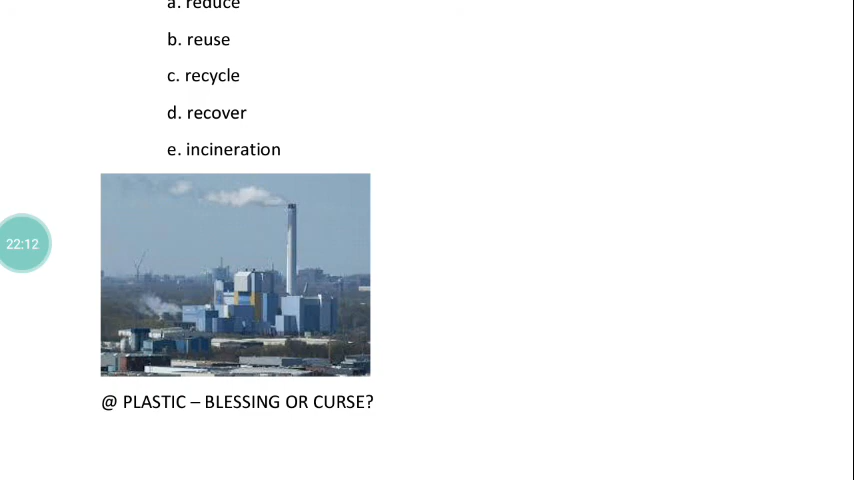 a. reduce
b. reuse
c. recycle
d. recover
e. incineration
22:12
@ PLASTIC – BLESSING OR CURSE?